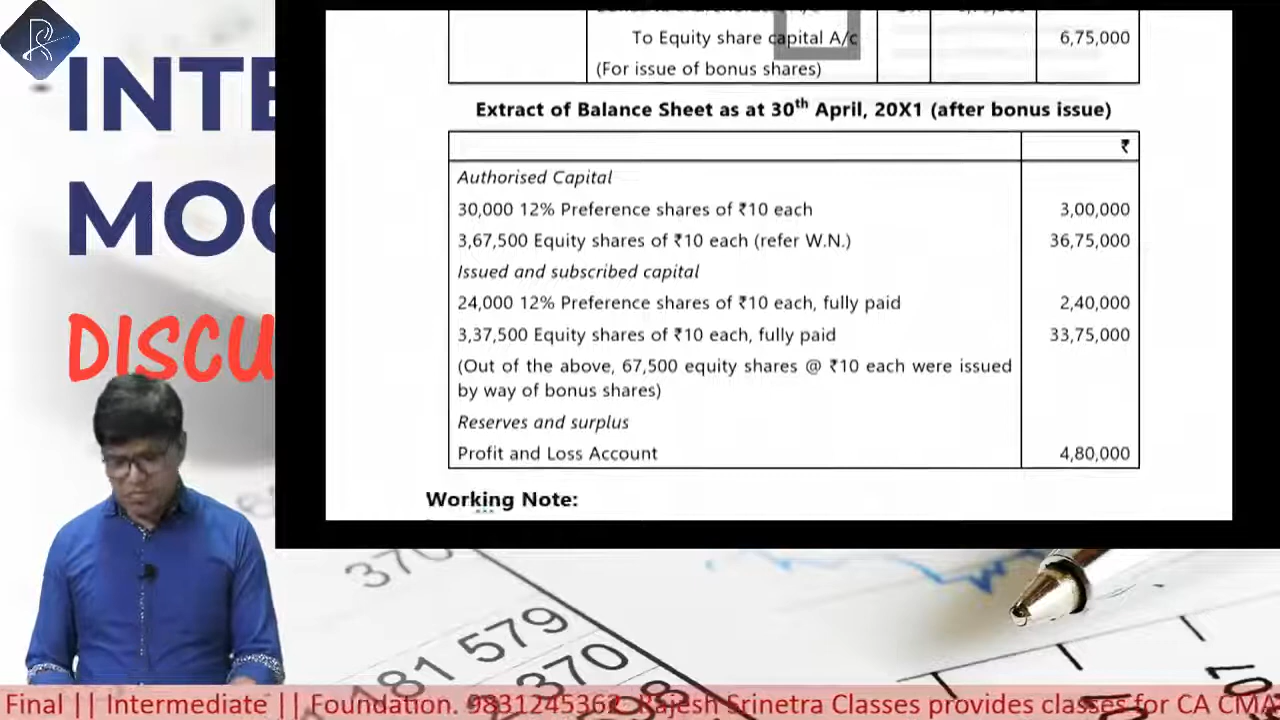 INTE
MOC
DISCU
To Equity share capital A/c 6,75,000
(For issue of bonus shares)
Extract of Balance Sheet as at 30th April, 20X1 (after bonus issue)
₹
Authorised Capital
30,000 12% Preference shares of ₹10 each 3,00,000
3,67,500 Equity shares of ₹10 each (refer W.N.) 36,75,000
Issued and subscribed capital
24,000 12% Preference shares of ₹10 each, fully paid 2,40,000
3,37,500 Equity shares of ₹10 each, fully paid 33,75,000
(Out of the above, 67,500 equity shares @ ₹10 each were issued
by way of bonus shares)
Reserves and surplus
Profit and Loss Account 4,80,000
Working Note:
370
181 579
370
Final || Intermediate || Foundation. 9831245362. Rajesh Srinetra Classes provides classes for CA CMA